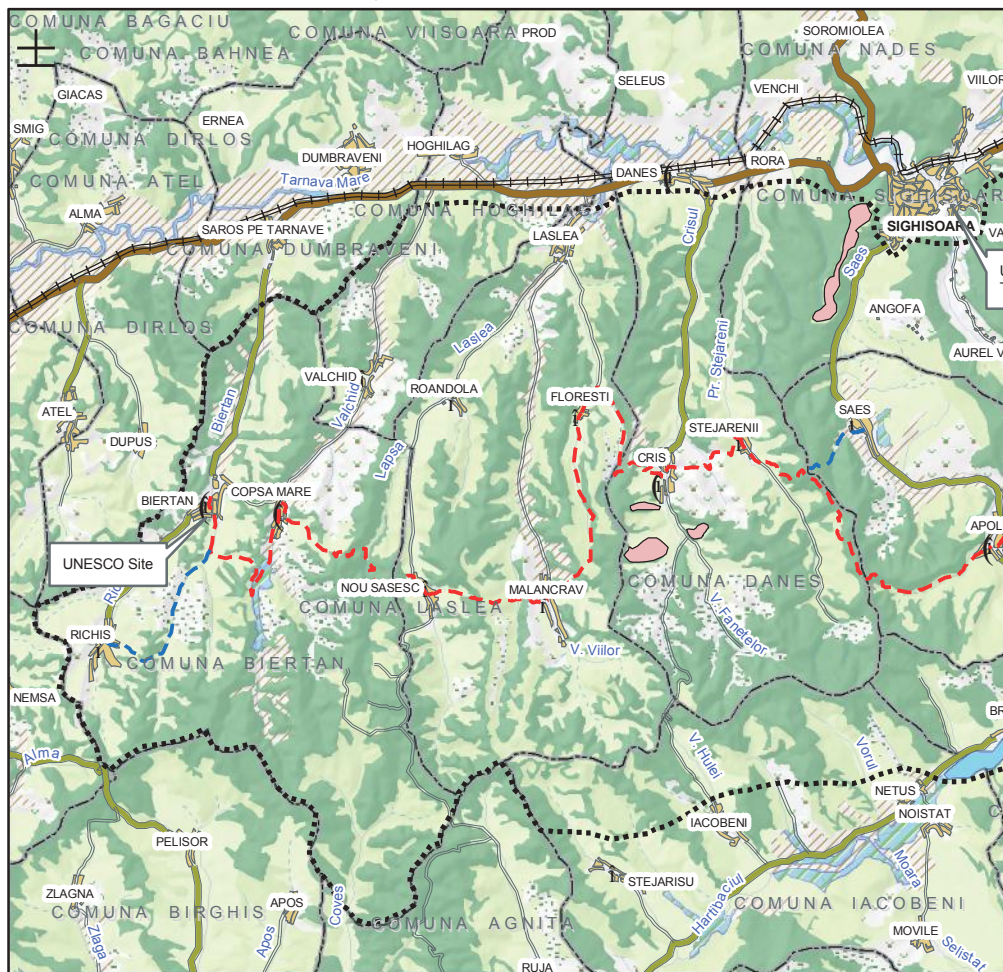 COMUNA BAGACIU
COMUNA VIISOARA
PROD
SOROMIOLEA
COMUNA BAHNEA
COMUNA NADES
SELEUS
VENCHI
VIILOR
GIACAS
ERNEA
SMIG
COMUNA DIRLOS
DUMBRAVENI
HOGHILAG
RORA
Tarnava Mare
DANES
COMUNA ATEL
ALMA
COMUNA HOGHILAG
SAROS PE TARNAVE
COMUNA DUMBRAVENI
Crisul
SIGHISOARA
LASLEA
Saes
ANGOFA
COMUNA DIRLOS
Laslea
AUREL V
VALCHID
Valchid
ROANDOLA
Pr. Stejareni
FLORESTI
ATEL
DUPUS
Biertan
Lapsa
STEJARENII
SAES
CRIS
BIERTAN
COPSA MARE
UNESCO Site
APOL
NOU SASESC
MALANCRAV
COMUNA DANES
COMUNA LASLEA
V. Fanetelor
RICHIS
V. Viilor
COMUNA BIERTAN
NEMSA
BR
Alma
V. Hulei
Vorul
NETUS
NOISTAT
IACOBENI
PELISOR
Moara
STEJARISU
ZLAGNA
COMUNA BIRGHIS
APOS
Coves
COMUNA AGNITA
Hartibaciul
COMUNA IACOBENI
Zlaga
Apos
MOVILE
Selistat
RUJA